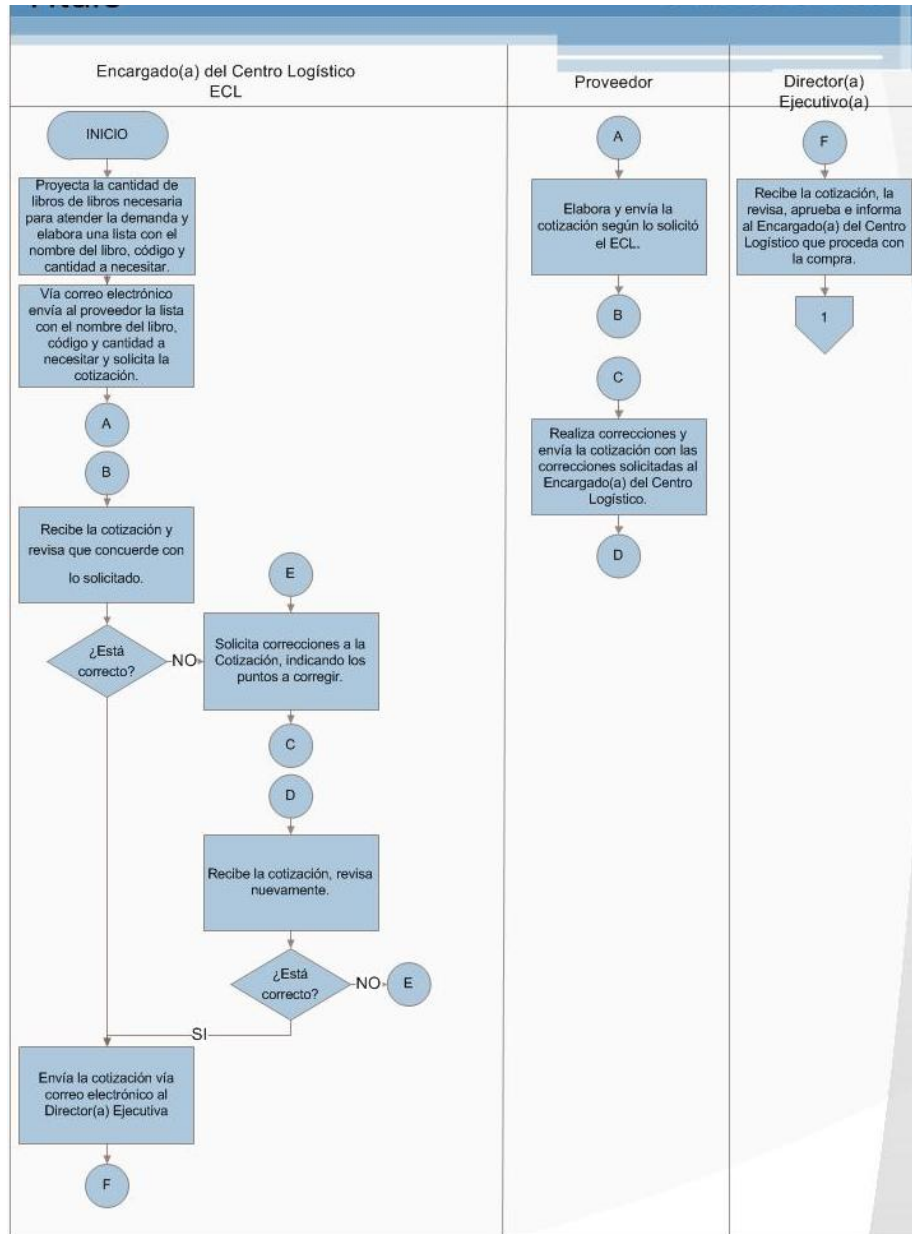 Encargado(a) del Centro Logístico
ECL
INICIO
Proyecta la cantidad de
libros de libros necesaria
para atender la demanda y
elabora una lista con el
nombre del libro, código y
cantidad a necesitar.
Vía correo electrónico
envía al proveedor la lista
con el nombre del libro,
código y cantidad a
necesitar y solicita la
cotización.
A
B
Recibe la cotización y
revisa que concuerde con
lo solicitado.
¿Está
correcto?
NO
E
Solicita correcciones a la
Cotización, indicando los
puntos a corregir.
C
D
Recibe la cotización, revisa
nuevamente.
¿Está
correcto?
NO
E
SI
Envía la cotización vía
correo electrónico al
Director(a) Ejecutiva
F
Proveedor
A
Elabora y envía la
cotización según lo solicitó
el ECL.
B
C
Realiza correcciones y
envía la cotización con las
correcciones solicitadas al
Encargado(a) del Centro
Logístico.
D
Director(a)
Ejecutivo(a)
F
Recibe la cotización, la
revisa, aprueba e informa
al Encargado(a) del Centro
Logístico que proceda con
la compra.
1